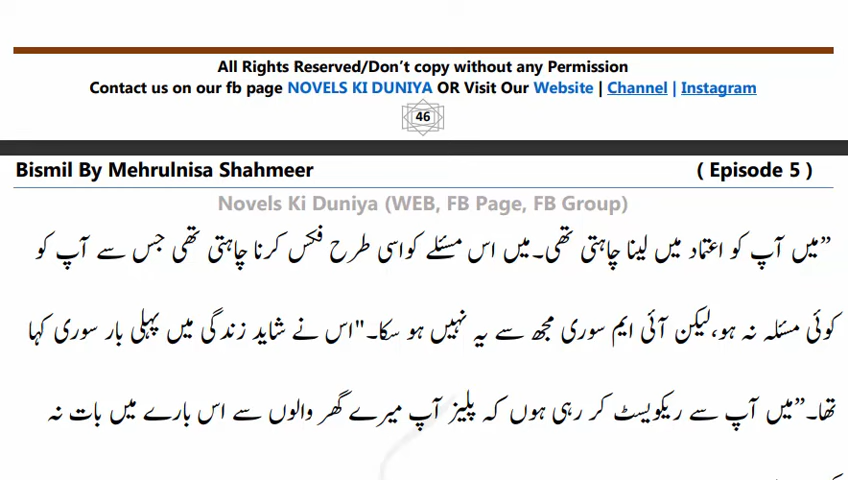 All Rights Reserved/Don’t copy without any Permission
Contact us on our fb page NOVELS KI DUNIYA OR Visit Our Website | Channel | Instagram
46
Bismil By Mehrulnisa Shahmeer ( Episode 5 )
Novels Ki Duniya (WEB, FB Page, FB Group)
”میں آپ کو اعتماد میں لینا چاہتی تھی۔میں اس مسئلے کواسی طرح فکس کرنا چاہتی تھی جس سے آپ کو
کوئی مسئلہ نہ ہو،لیکن آئی ایم سوری مجھ سے یہ نہیں ہو سکا۔"اس نے شاید زندگی میں پہلی بار سوری کہا
تھا۔”میں آپ سے ریکویسٹ کر رہی ہوں کہ پلیز آپ میرے گھر والوں سے اس بارے میں بات نہ